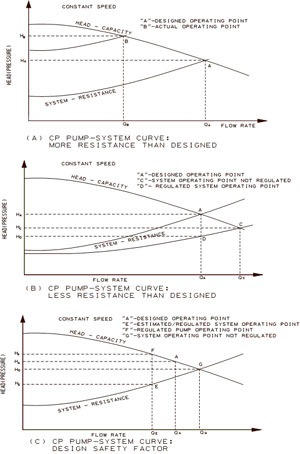 CONSTANT SPEED
"A"-DESIGNED OPERATING POINT
"B"-ACTUAL OPERATING POINT
HEAD - CAPACITY
B
A
HEAD(PRESSURE)
SYSTEM - RESISTANCE
FLOW RATE
(A) CP PUMP-SYSTEM CURVE:
MORE RESISTANCE THAN DESIGNED
CONSTANT SPEED
"A"-DESIGNED OPERATING POINT
"C"-SYSTEM OPERATING POINT NOT REGULATED
"D"- REGULATED SYSTEM OPERATING POINT
HEAD - CAPACITY
A
C
D
HEAD(PRESSURE)
SYSTEM - RESISTANCE
FLOW RATE
(B) CP PUMP-SYSTEM CURVE:
LESS RESISTANCE THAN DESIGNED
CONSTANT SPEED
"A"-DESIGNED OPERATING POINT
"E"-ESTIMATED/REGULATED SYSTEM OPERATING POINT
"F"-REGULATED PUMP OPERATING POINT
"G"-SYSTEM OPERATING POINT NOT REGULATED
HEAD - CAPACITY
F
A
G
E
HEAD(PRESSURE)
SYSTEM - RESISTANCE
FLOW RATE
(C) CP PUMP-SYSTEM CURVE:
DESIGN SAFETY FACTOR